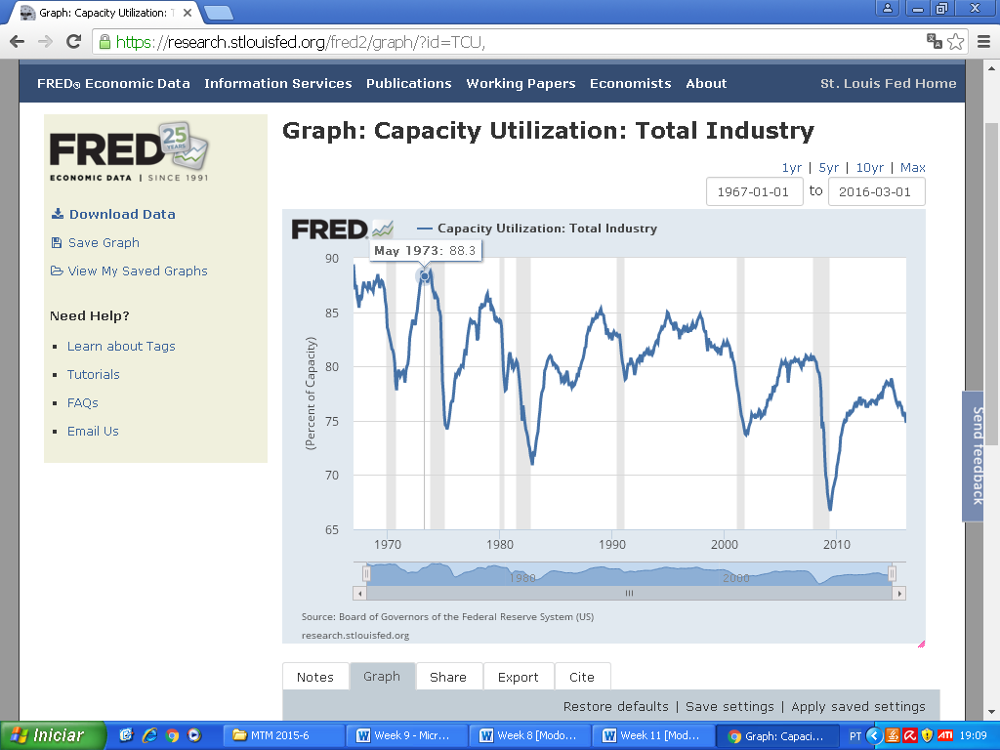 Graph: Capacity Utilization: T
https://research.stlouisfed.org/fred2/graph/?id=TCU,
FRED® Economic Data Information Services Publications Working Papers Economists About St. Louis Fed Home
FRED 25 YEARS
ECONOMIC DATA | SINCE 1991
Download Data
Save Graph
View My Saved Graphs
Need Help?
Learn about Tags
Tutorials
FAQs
Email Us
Graph: Capacity Utilization: Total Industry
1yr | 5yr | 10yr | Max
1967-01-01 to 2016-03-01
FRED Capacity Utilization: Total Industry
May 1973: 88.3
90
85
80
75
70
65
(Percent of Capacity)
1970 1980 1990 2000 2010
1980 2000
Source: Board of Governors of the Federal Reserve System (US)
research.stlouisfed.org
Send feedback
Notes Graph Share Export Cite
Restore defaults | Save settings | Apply saved settings
Iniciar MTM 2015-6 Week 9 - Micr... Week 8 [Modo... Week 11 [Mod... Graph: Capaci... PT ATI 19:09